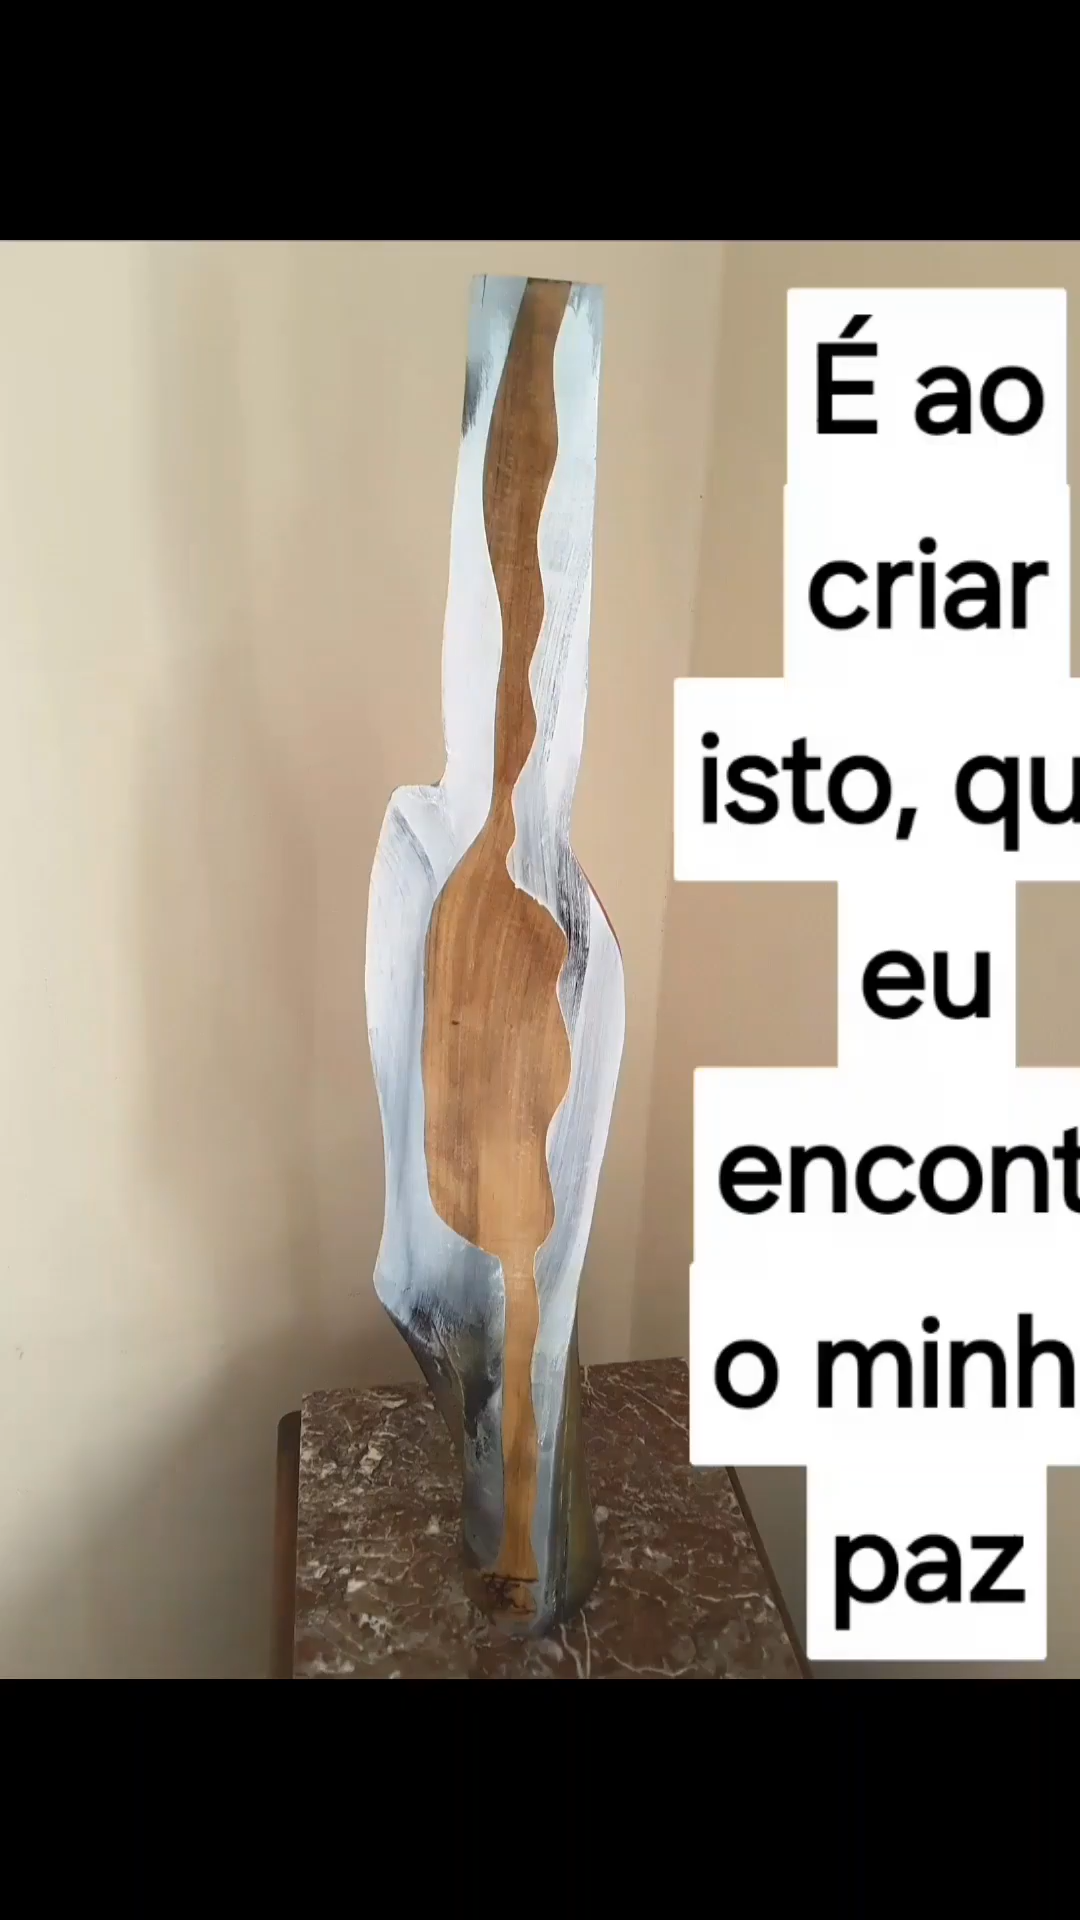 É ao
criar
isto, qu
eu
encont
o minh
paz